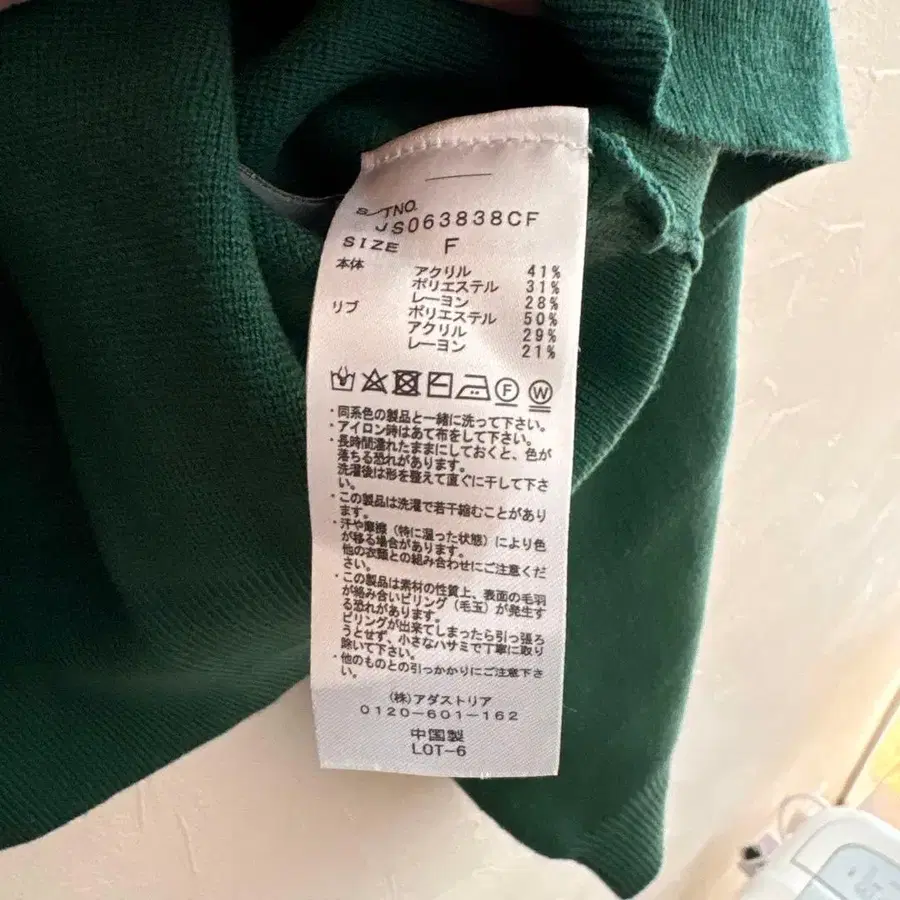 S_TNO.
JS063838CF
SIZE F
本体 アクリル 41%
ポリエステル 31%
レーヨン 28%
リブ ポリエステル 50%
アクリル 29%
レーヨン 21%
F W
・同系色の製品と一緒に洗って下さい。
・アイロン時はあて布をして下さい。
・長時間濡れたままにしておくと、色が
落ちる恐れがあります。
洗濯後は形を整えて直ぐに干して下さ
い。
・この製品は洗濯で若干縮むことがあり
ます。
・汗や摩擦（特に湿った状態）により色
が移る場合があります。
他の衣類との組み合わせにご注意くだ
さい。
・この製品は素材の性質上、表面の毛羽
が絡み合いピリング（毛玉）が発生す
る恐れがあります。
ピリングが出来てしまったら引っ張ろ
うとせず、小さなハサミで丁寧に取り
除いて下さい。
・他のものとの引っかかりにご注意下さ
い。
(株)アダストリア
0120-601-162
中国製
LOT-6